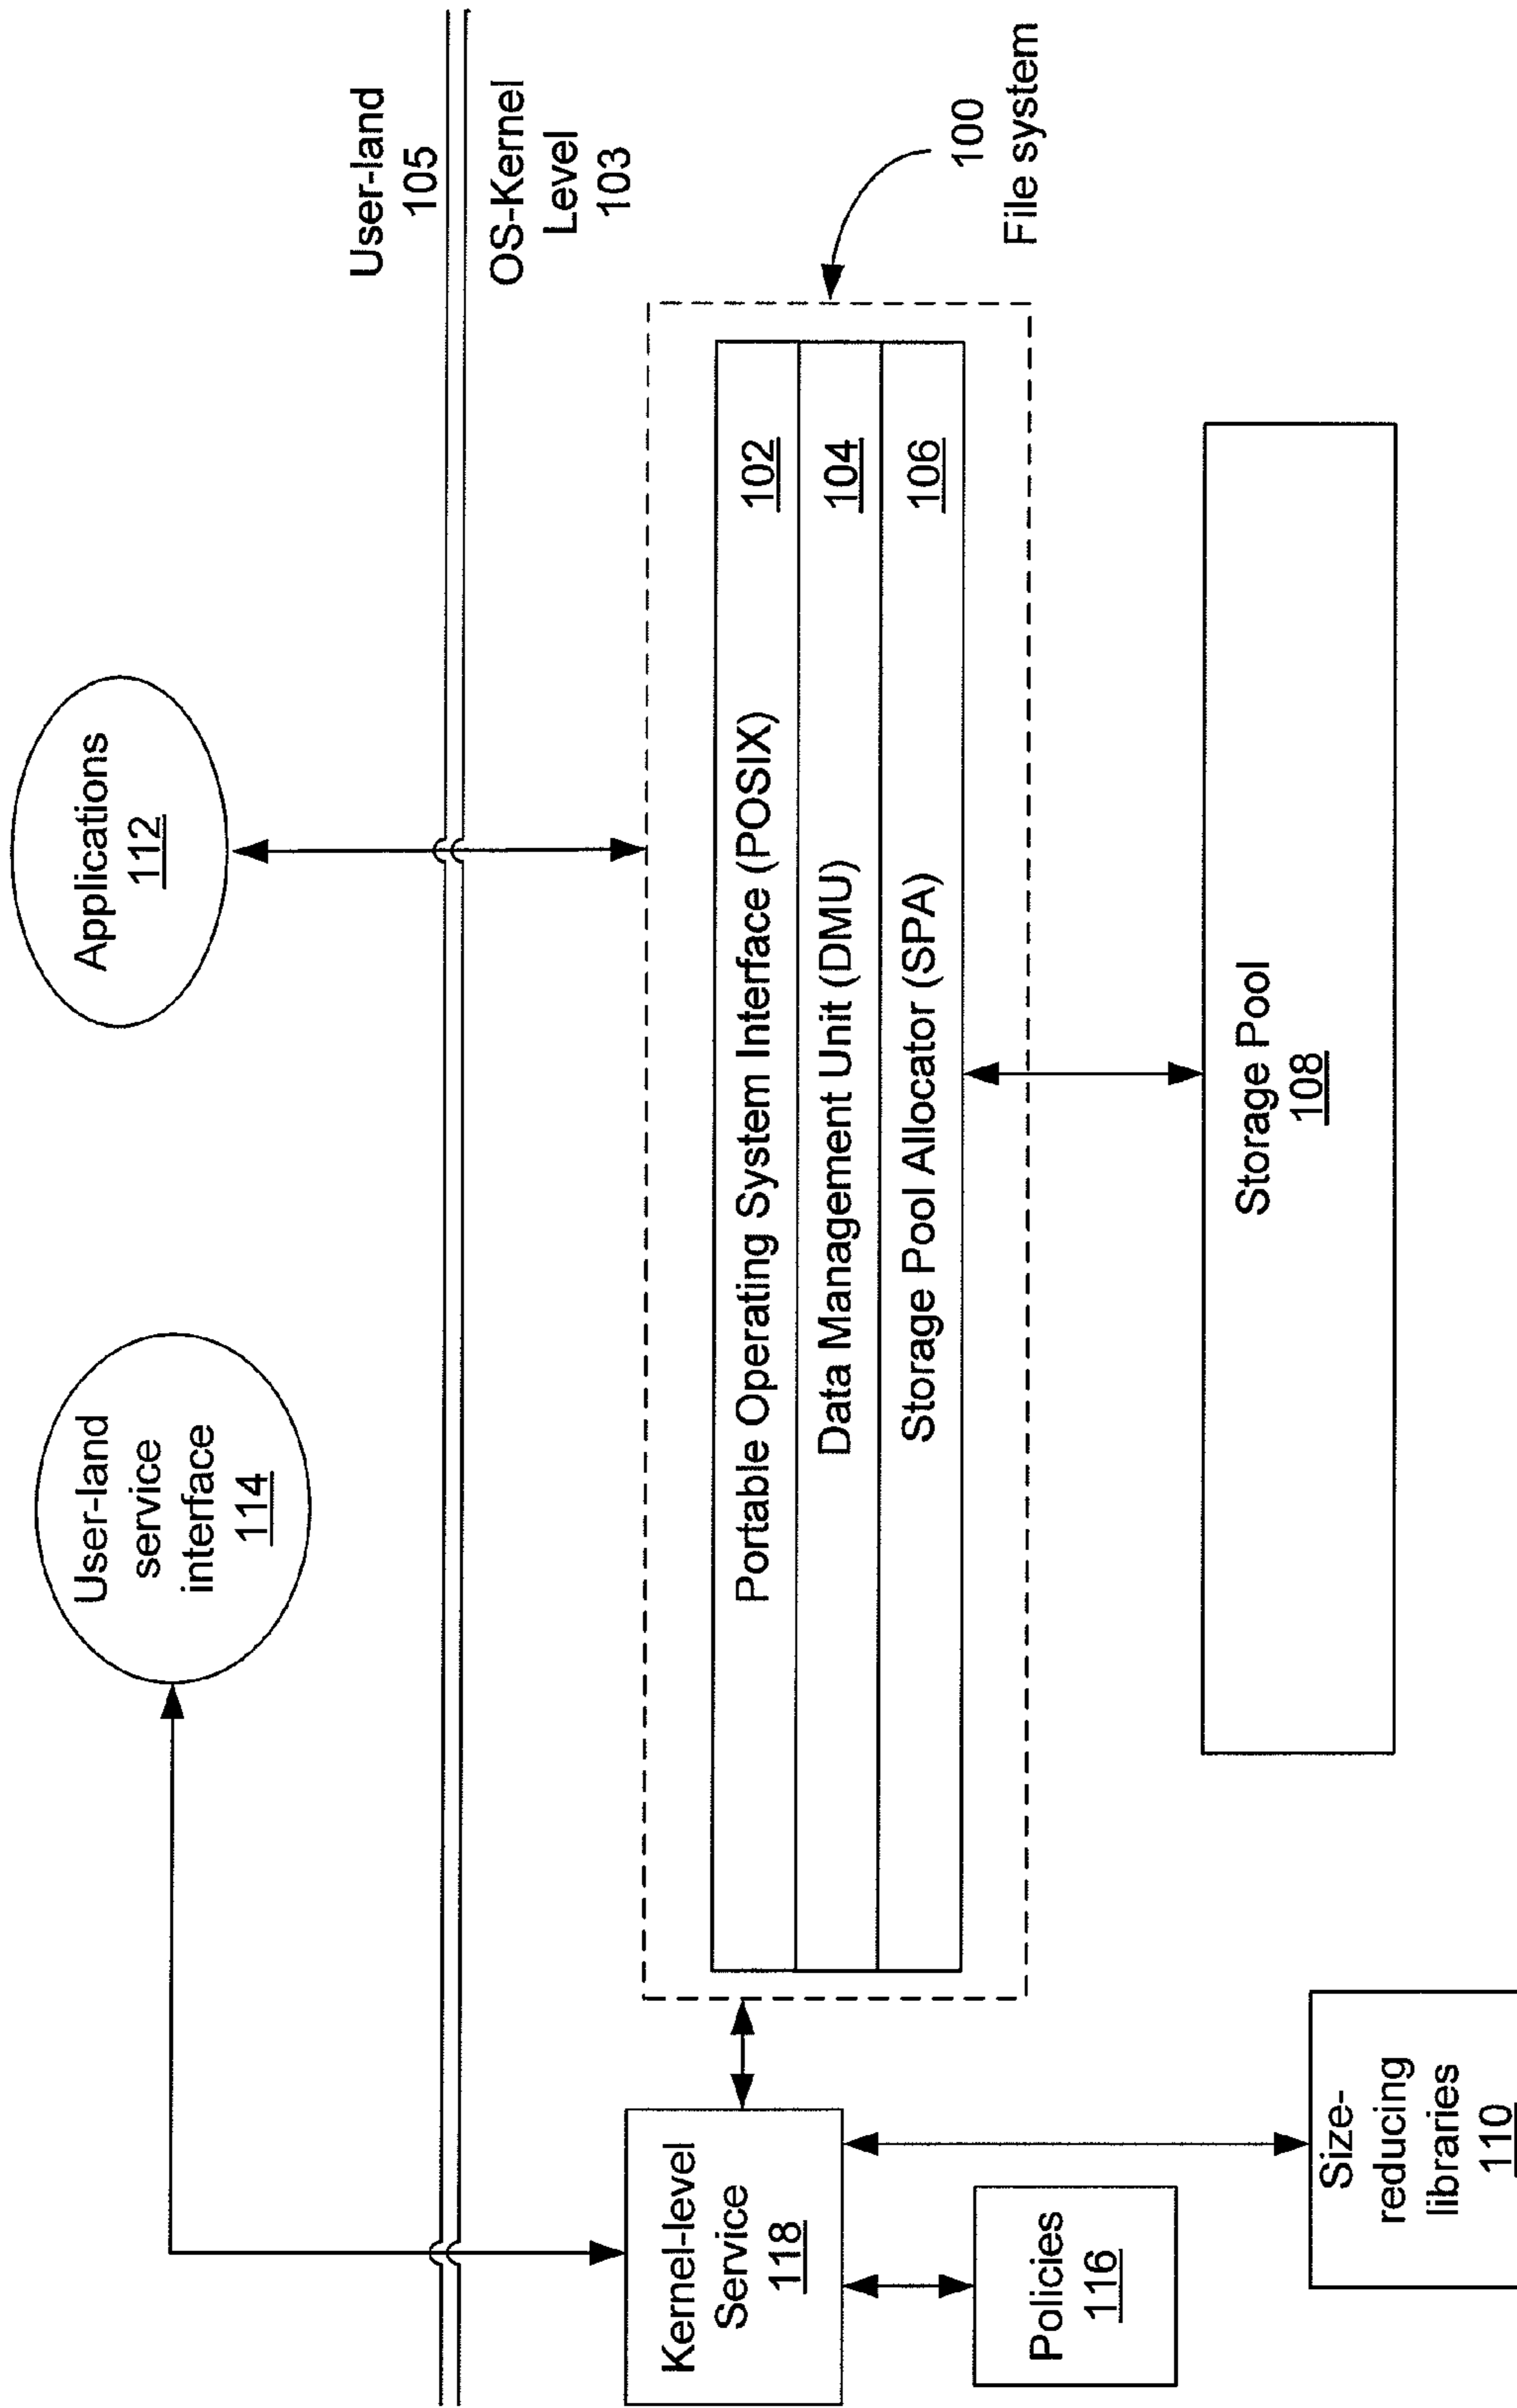 User-land
service
interface
114
Applications
112
User-land
105
OS-Kernel
Level
103
100
File system
Portable Operating System Interface (POSIX)
102
Data Management Unit (DMU)
104
Storage Pool Allocator (SPA)
106
Kernel-level
Service
118
Policies
116
Size-
reducing
libraries
110
Storage Pool
108